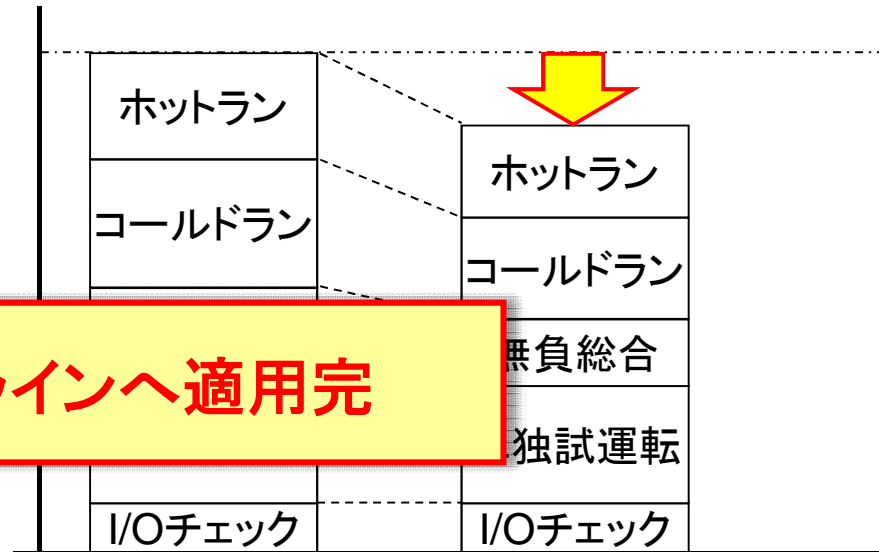 ホットラン
コールドラン
インへ適用完
I/Oチェック
ホットラン
コールドラン
負総合
独試運転
I/Oチェック